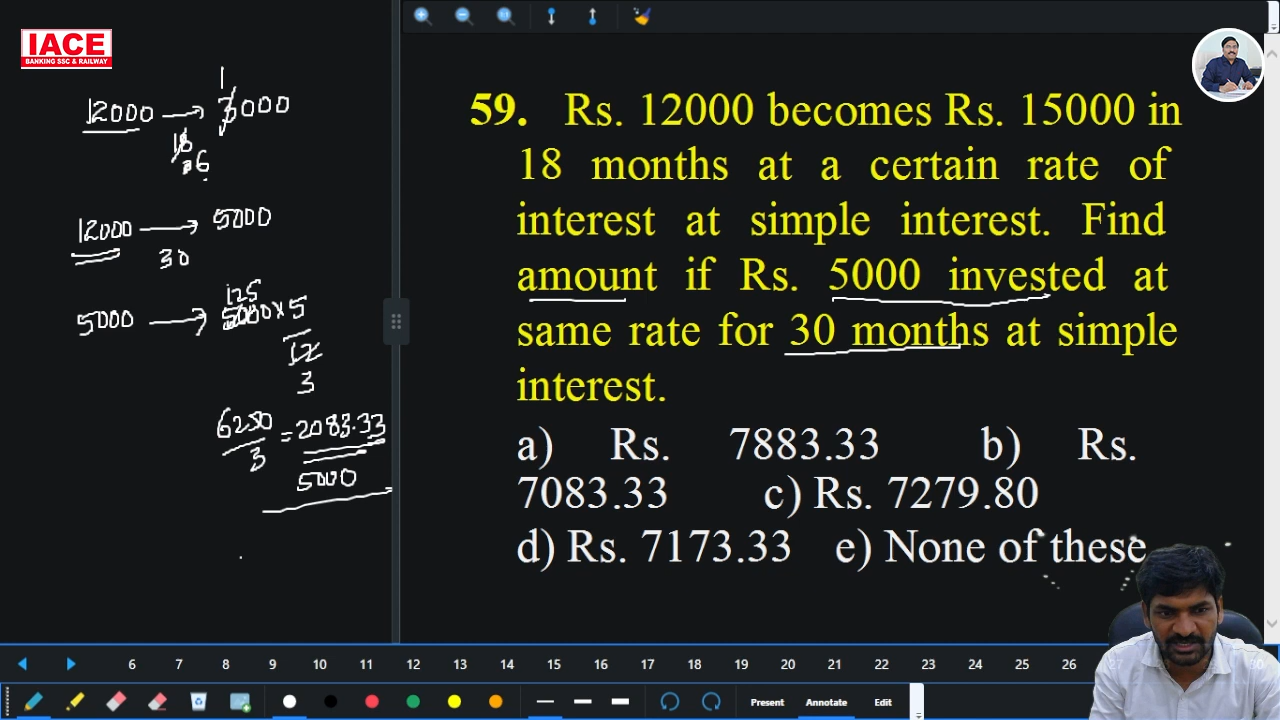 IACE
BANKING SSC & RAILWAY
1
12000 → 3000
18
6
12000 → 5000
30
125
5000 → 5000 x 5
12
3
6250 = 2083.33
3
5000
59. Rs. 12000 becomes Rs. 15000 in
18 months at a certain rate of
interest at simple interest. Find
amount if Rs. 5000 invested at
same rate for 30 months at simple
interest.
a) Rs. 7883.33 b) Rs.
7083.33 c) Rs. 7279.80
d) Rs. 7173.33 e) None of these
6 7 8 9 10 11 12 13 14 15 16 17 18 19 20 21 22 23 24 25 26 27
Present Annotate Edit